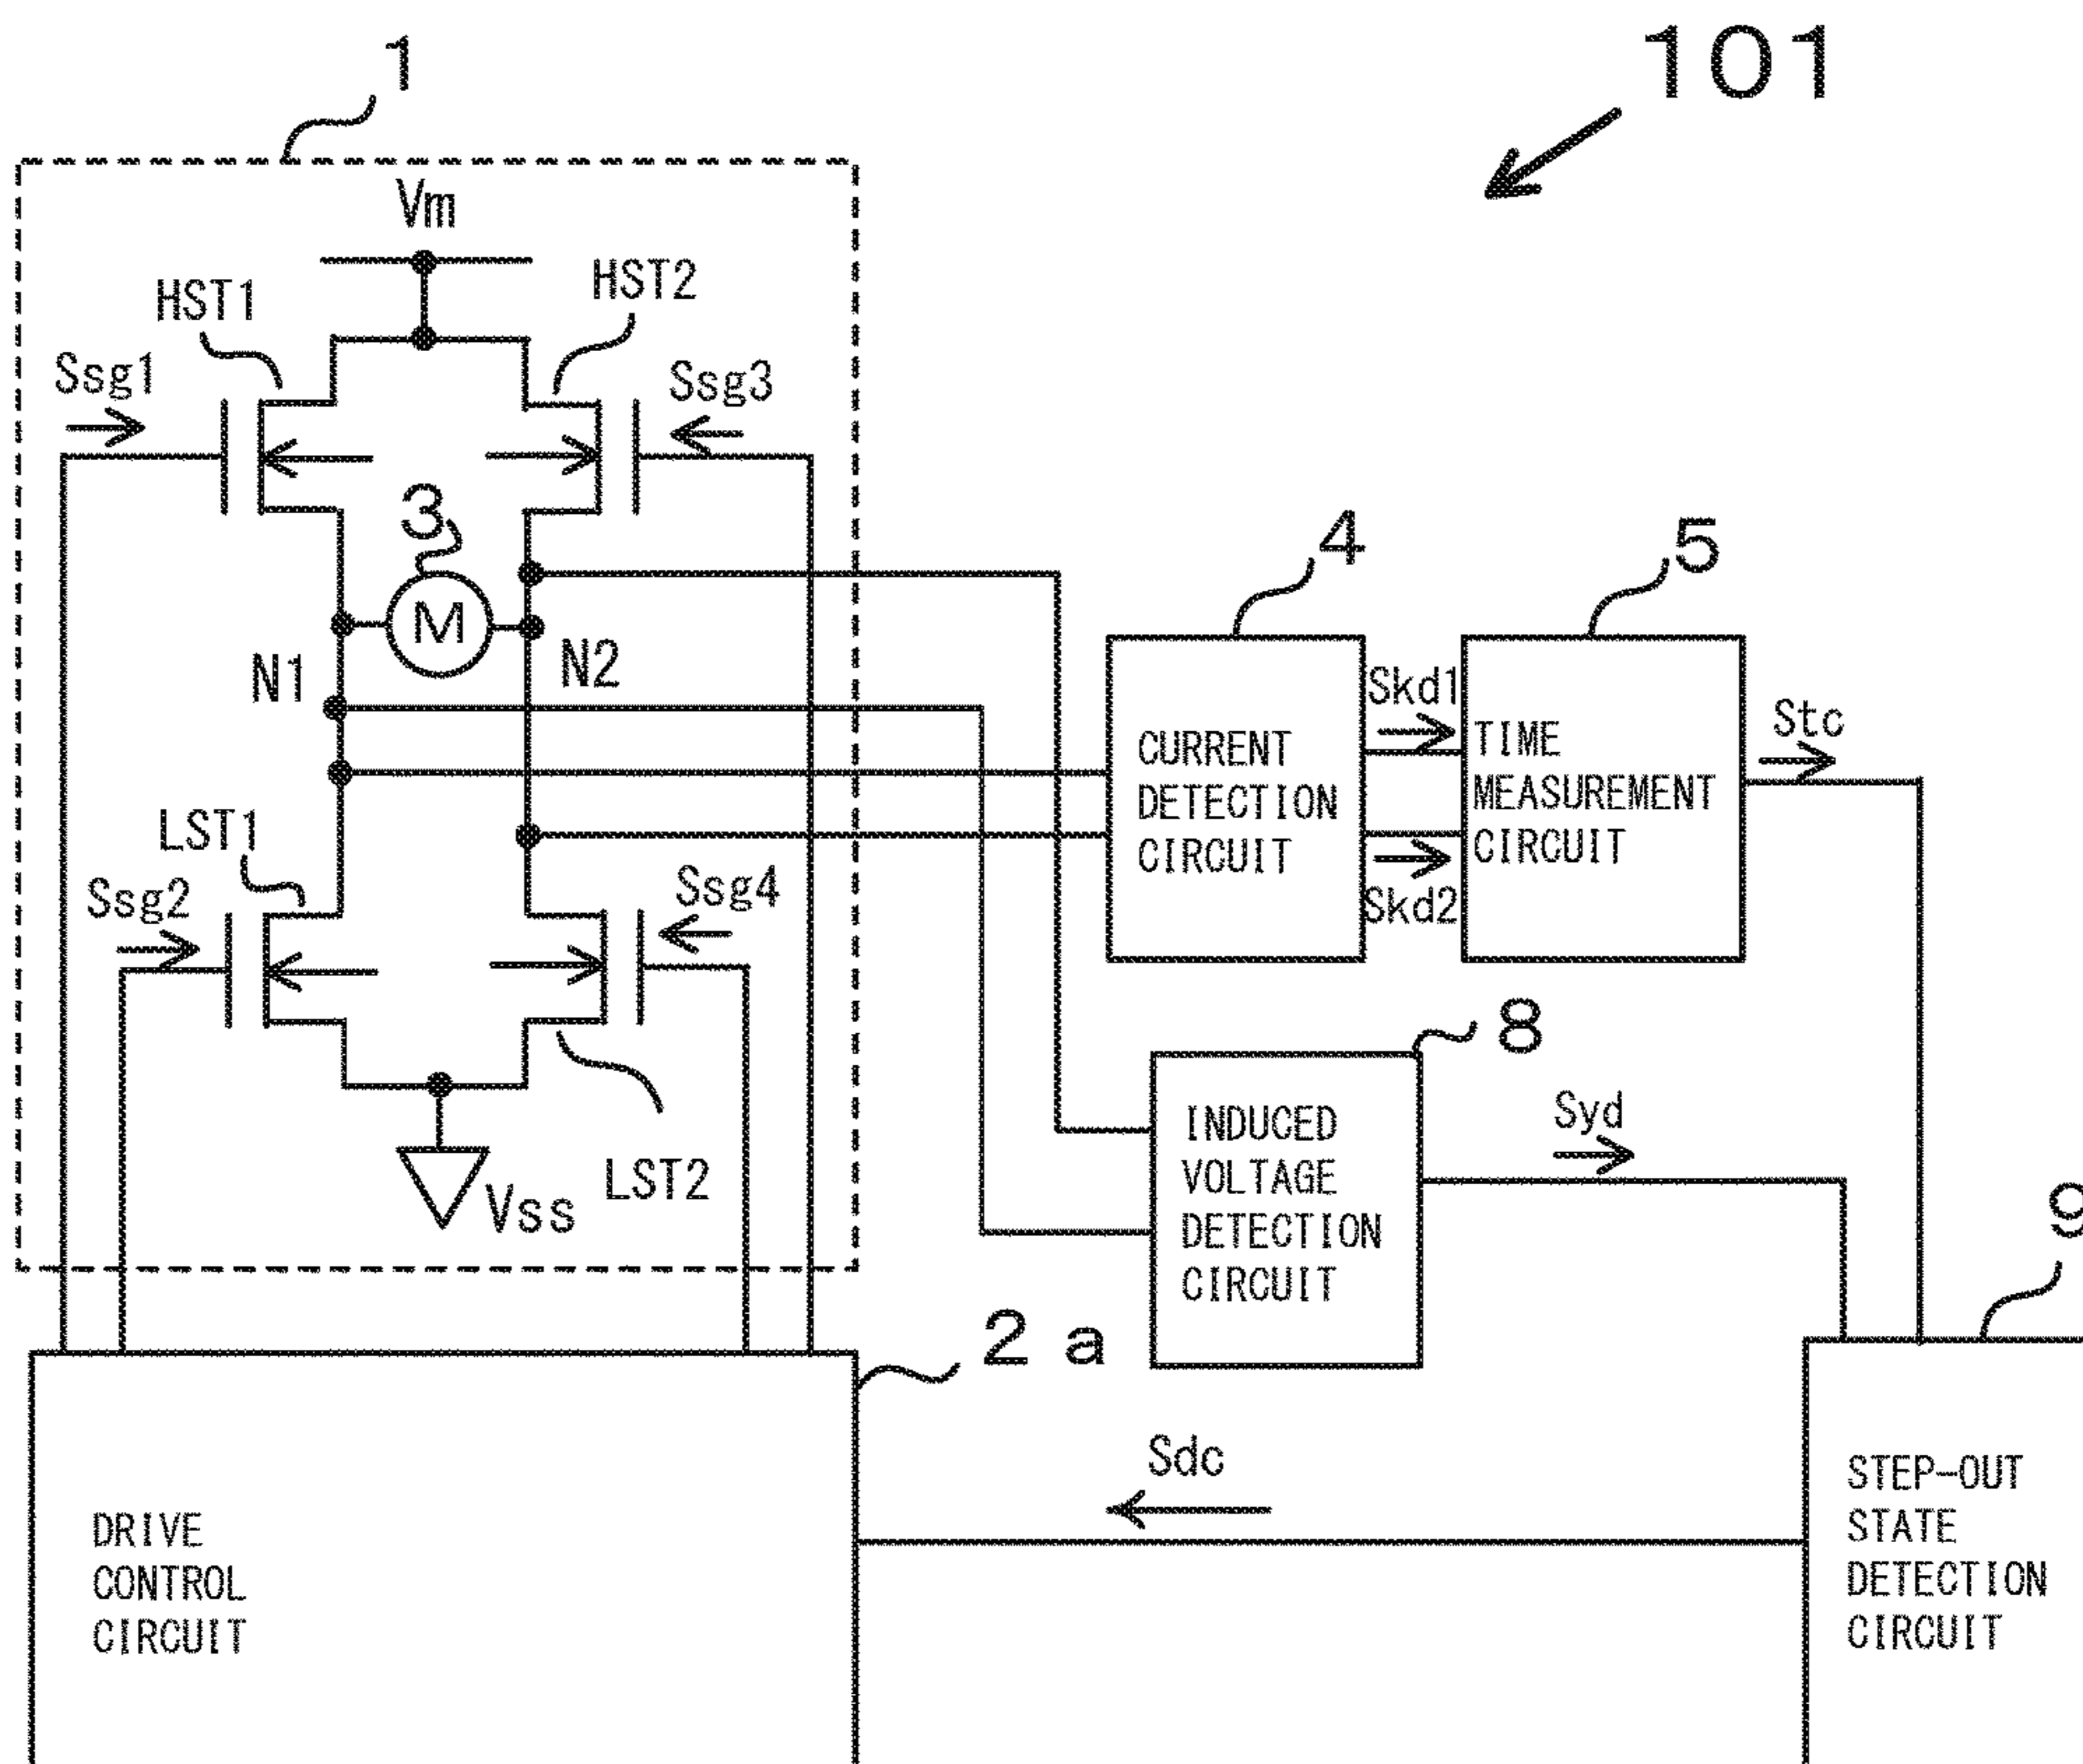 101
1
Vm
HST1
HST2
Ssg1
Ssg3
3
M
N1
N2
4
5
CURRENT
DETECTION
CIRCUIT
Skd1
Skd2
TIME
MEASUREMENT
CIRCUIT
Stc
LST1
Ssg2
Ssg4
LST2
Vss
8
INDUCED
VOLTAGE
DETECTION
CIRCUIT
Syd
9
2a
DRIVE
CONTROL
CIRCUIT
Sdc
STEP-OUT
STATE
DETECTION
CIRCUIT